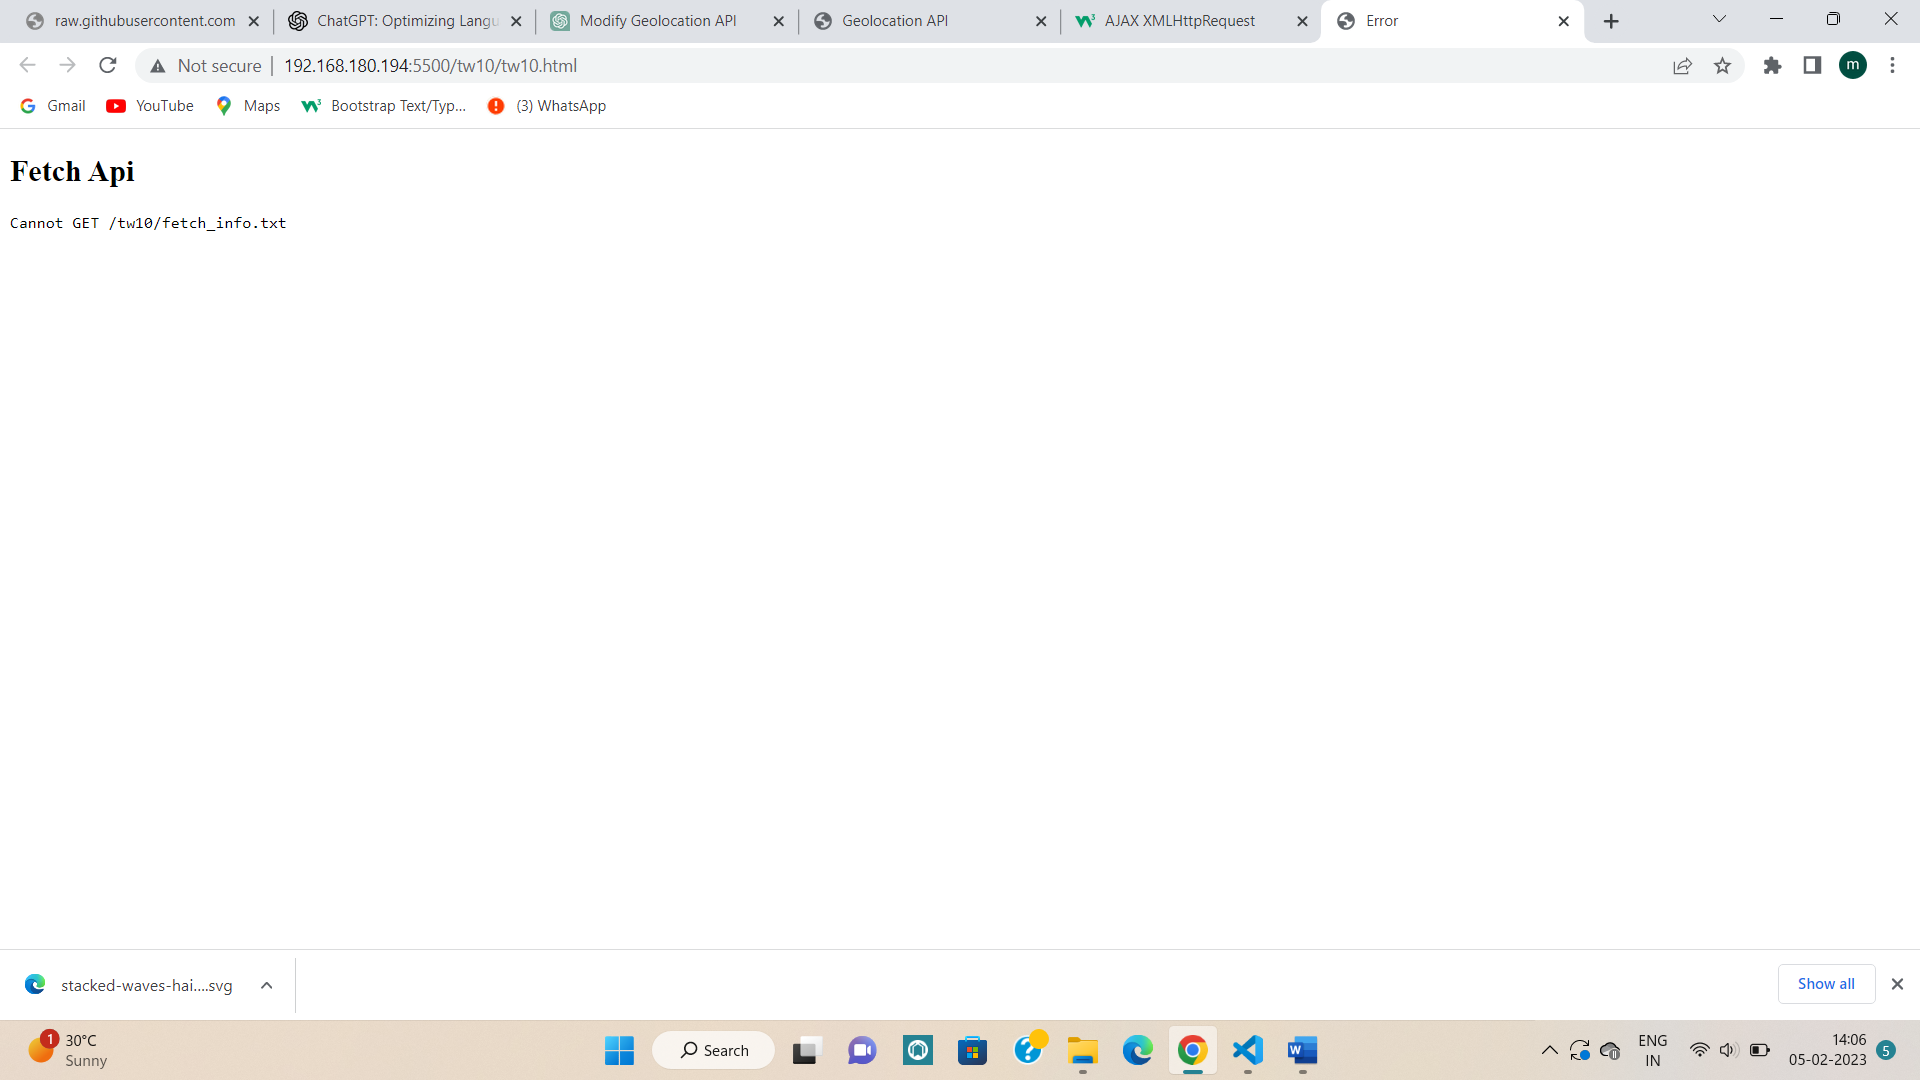 raw.githubusercontent.com
ChatGPT: Optimizing Langu
Modify Geolocation API
Geolocation API
AJAX XMLHttpRequest
Error
Not secure
192.168.180.194:5500/tw10/tw10.html
m
Gmail
YouTube
Maps
Bootstrap Text/Typ...
(3) WhatsApp
Fetch Api
Cannot GET /tw10/fetch_info.txt
stacked-waves-hai....svg
Show all
1
30°C
Sunny
Search
ENG
IN
14:06
05-02-2023
5